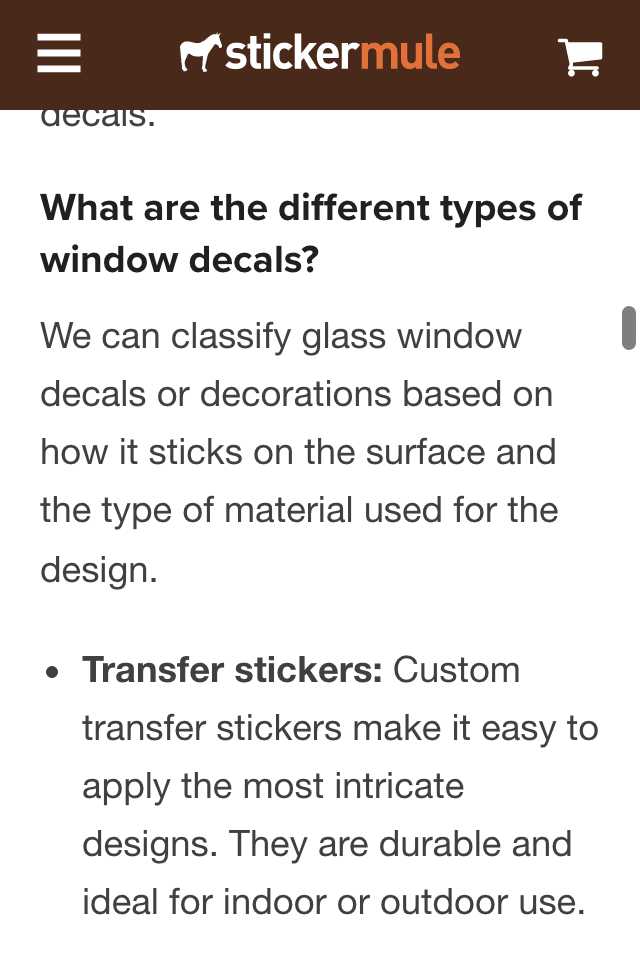 stickermule
decals.
What are the different types of
window decals?
We can classify glass window
decals or decorations based on
how it sticks on the surface and
the type of material used for the
design.
• Transfer stickers: Custom
transfer stickers make it easy to
apply the most intricate
designs. They are durable and
ideal for indoor or outdoor use.